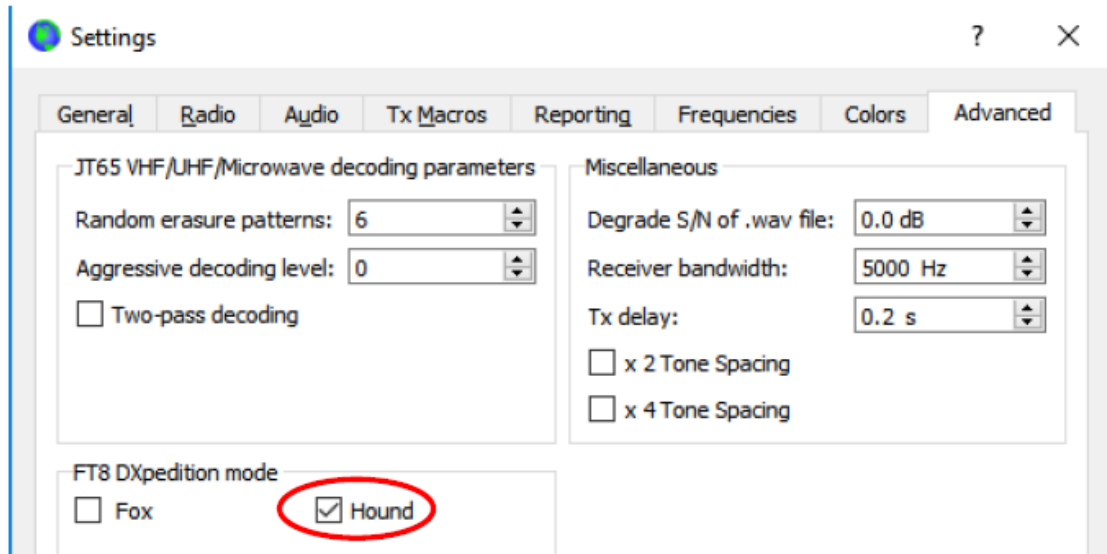 Settings
?
General Radio Audio Tx Macros Reporting Frequencies Colors Advanced
JT65 VHF/UHF/Microwave decoding parameters
Random erasure patterns: 6
Aggressive decoding level: 0
Two-pass decoding
Miscellaneous
Degrade S/N of .wav file: 0.0 dB
Receiver bandwidth: 5000 Hz
Tx delay: 0.2 s
x 2 Tone Spacing
x 4 Tone Spacing
FT8 DXpedition mode
Fox Hound